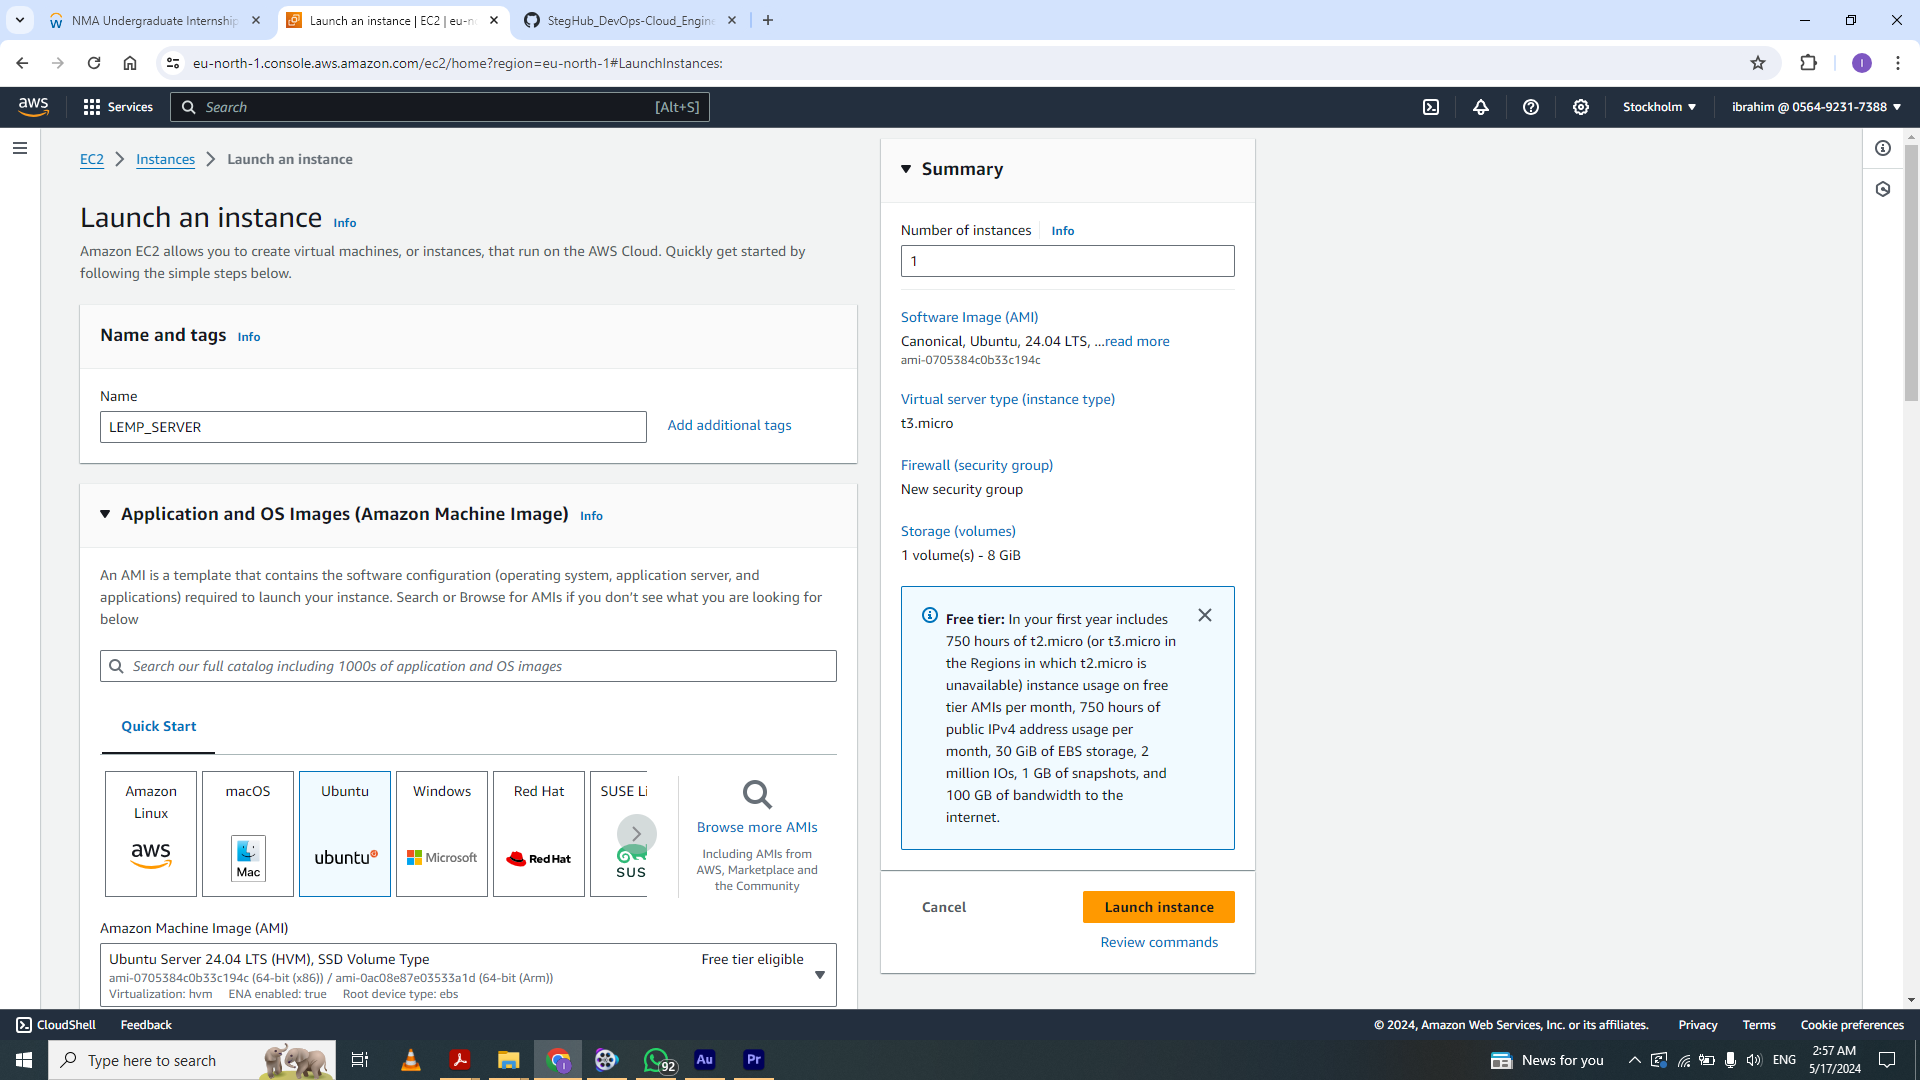 NMA Undergraduate Internship
Launch an instance | EC2 | eu-no
StegHub_DevOps-Cloud_Engine
eu-north-1.console.aws.amazon.com/ec2/home?region=eu-north-1#LaunchInstances:
I
aws
Services
Search
[Alt+S]
Stockholm
ibrahim @ 0564-9231-7388
EC2
Instances
Launch an instance
Launch an instance
Info
Amazon EC2 allows you to create virtual machines, or instances, that run on the AWS Cloud. Quickly get started by
following the simple steps below.
Name and tags
Info
Name
LEMP_SERVER
Add additional tags
Application and OS Images (Amazon Machine Image)
Info
An AMI is a template that contains the software configuration (operating system, application server, and
applications) required to launch your instance. Search or Browse for AMIs if you don't see what you are looking for
below
Search our full catalog including 1000s of application and OS images
Quick Start
Amazon
Linux
aws
macOS
Mac
Ubuntu
ubuntu
Windows
Microsoft
Red Hat
Red Hat
SUSE Li
SUS
Browse more AMIs
Including AMIs from
AWS, Marketplace and
the Community
Amazon Machine Image (AMI)
Ubuntu Server 24.04 LTS (HVM), SSD Volume Type
Free tier eligible
ami-0705384c0b33c194c (64-bit (x86)) / ami-0ac08e87e03533a1d (64-bit (Arm))
Virtualization: hvm ENA enabled: true Root device type: ebs
Summary
Number of instances
Info
1
Software Image (AMI)
Canonical, Ubuntu, 24.04 LTS, ...read more
ami-0705384c0b33c194c
Virtual server type (instance type)
t3.micro
Firewall (security group)
New security group
Storage (volumes)
1 volume(s) - 8 GiB
Free tier: In your first year includes
750 hours of t2.micro (or t3.micro in
the Regions in which t2.micro is
unavailable) instance usage on free
tier AMIs per month, 750 hours of
public IPv4 address usage per
month, 30 GiB of EBS storage, 2
million IOs, 1 GB of snapshots, and
100 GB of bandwidth to the
internet.
Cancel
Launch instance
Review commands
CloudShell
Feedback
© 2024, Amazon Web Services, Inc. or its affiliates.
Privacy
Terms
Cookie preferences
Type here to search
92
Au
Pr
News for you
ENG
2:57 AM
5/17/2024